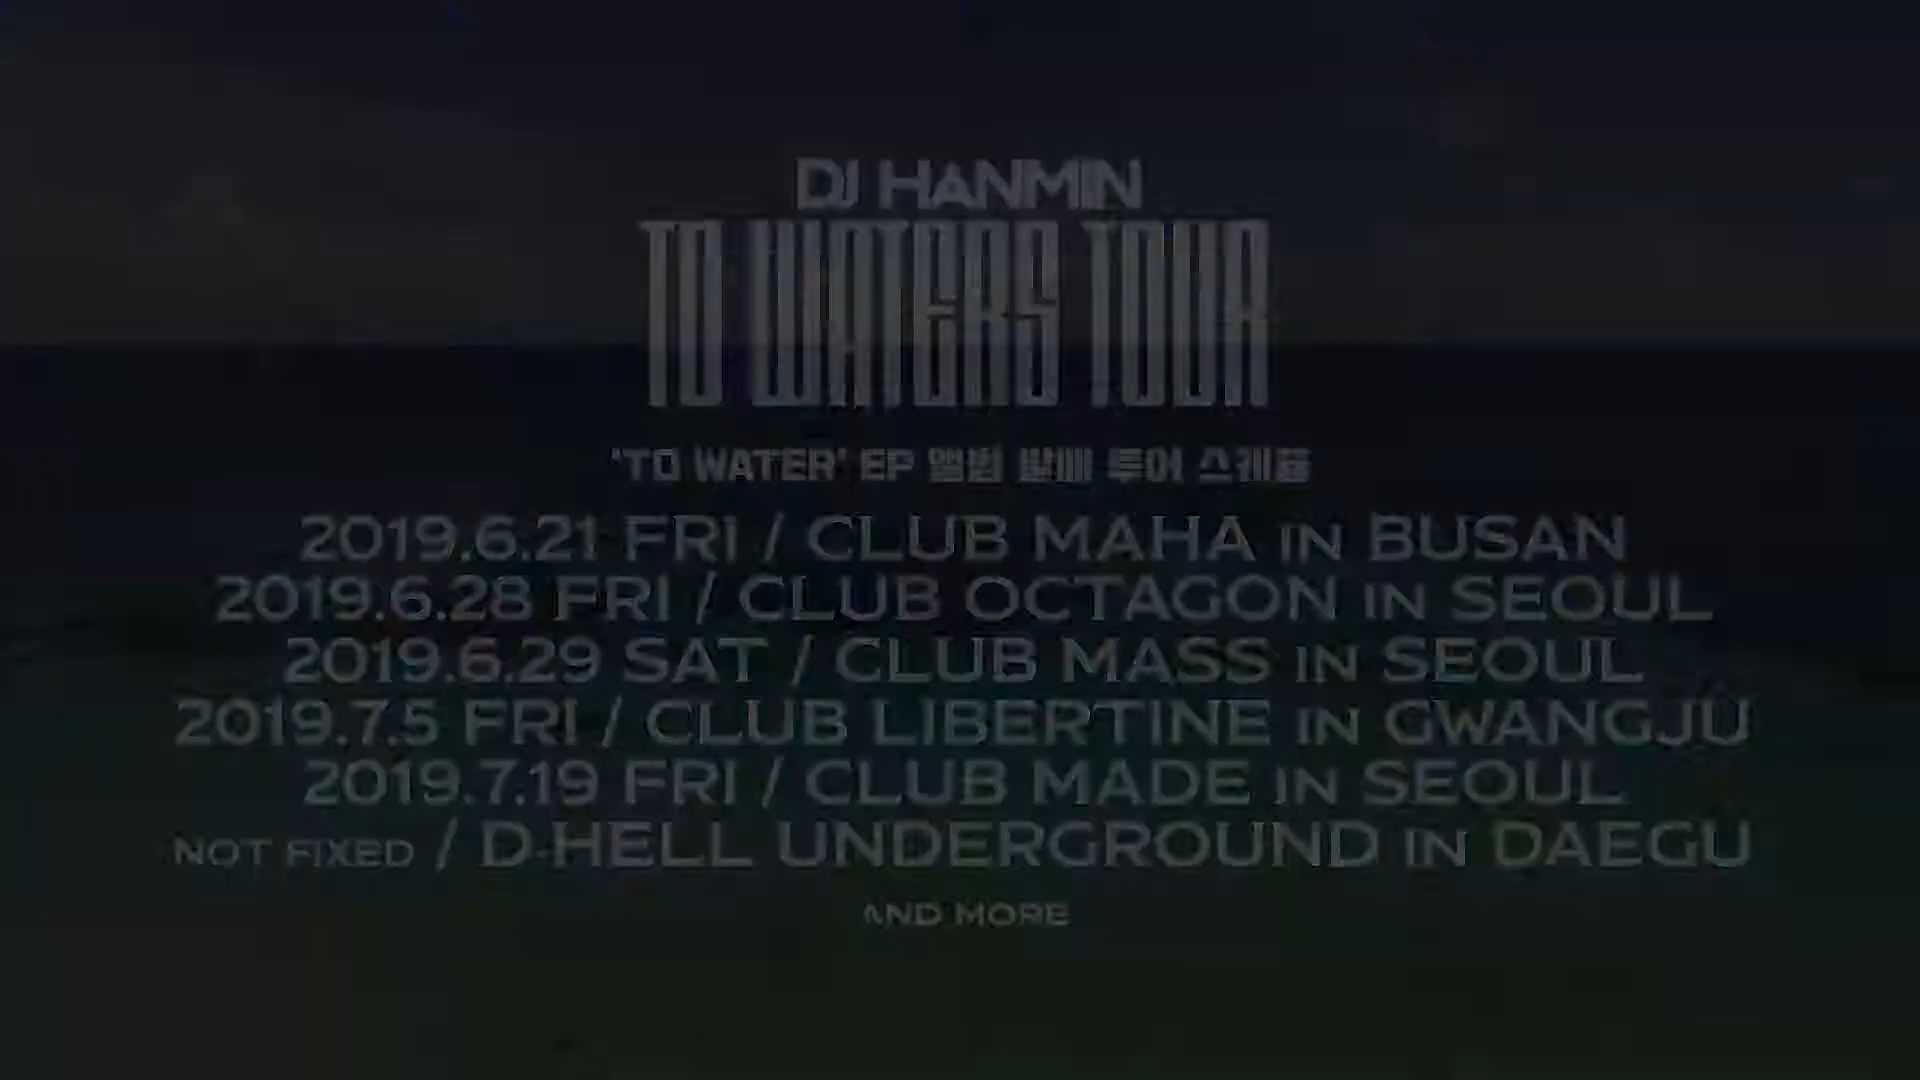 DJ HANMIN
TO WATERS TOUR
'TO WATER' EP 앨범 발매 투어 스케줄
2019.6.21 FRI / CLUB MAHA IN BUSAN
2019.6.28 FRI / CLUB OCTAGON IN SEOUL
2019.6.29 SAT / CLUB MASS IN SEOUL
2019.7.5 FRI / CLUB LIBERTINE IN GWANGJU
2019.7.19 FRI / CLUB MADE IN SEOUL
NOT FIXED / D-HELL UNDERGROUND IN DAEGU
AND MORE